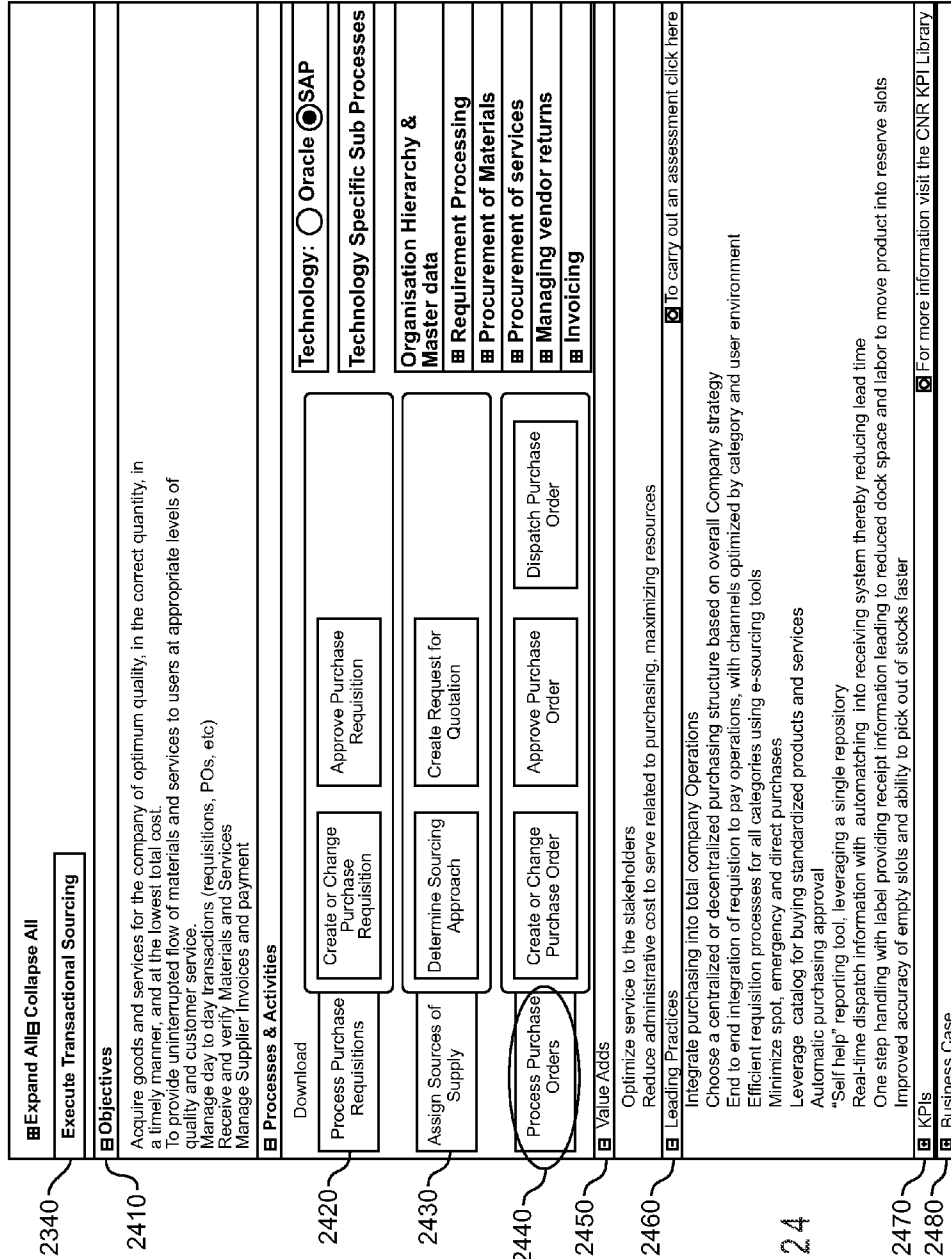 ⊞Expand All⊟Collapse All
2340
Execute Transactional Sourcing
⊟ Objectives
2410
Acquire goods and services for the company of optimum quality, in the correct quantity, in
a timely manner, and at the lowest total cost.
To provide uninterrupted flow of materials and services to users at appropriate levels of
quality and customer service.
Manage day to day transactions (requisitions, POs, etc)
Receive and verify Materials and Services
Manage Supplier Invoices and payment
⊟ Processes & Activities
Download
Technology: Oracle SAP
Technology Specific Sub Processes
Organisation Hierarchy &
Master data
⊞ Requirement Processing
⊞ Procurement of Materials
⊞ Procurement of services
⊞ Managing vendor returns
⊞ Invoicing
2420
Process Purchase
Requisitions
Create or Change
Purchase
Requisition
Approve Purchase
Requisition
2430
Assign Sources of
Supply
Determine Sourcing
Approach
Create Request for
Quotation
2440
Process Purchase
Orders
Create or Change
Purchase Order
Approve Purchase
Order
Dispatch Purchase
Order
2450
⊟ Value Adds
Optimize service to the stakeholders
Reduce administrative cost to serve related to purchasing, maximizing resources
2460
⊟ Leading Practices
To carry out an assessment click here
Integrate purchasing into total company Operations
Choose a centralized or decentralized purchasing structure based on overall Company strategy
End to end integration of requistion to pay operations, with channels optimized by category and user environment
Efficient requisition processes for all categories using e-sourcing tools
Minimize spot, emergency and direct purchases
Leverage catalog for buying standardized products and services
Automatic purchasing approval
"Self help" reporting tool, leveraging a single repository
Real-time dispatch information with automatching into receiving system thereby reducing lead time
One step handling with label providing receipt information leading to reduced dock space and labor to move product into reserve slots
Improved accuracy of empty slots and ability to pick out of stocks faster
24
2470
⊟ KPIs
For more information visit the CNR KPI Library
2480
⊟ Business Case